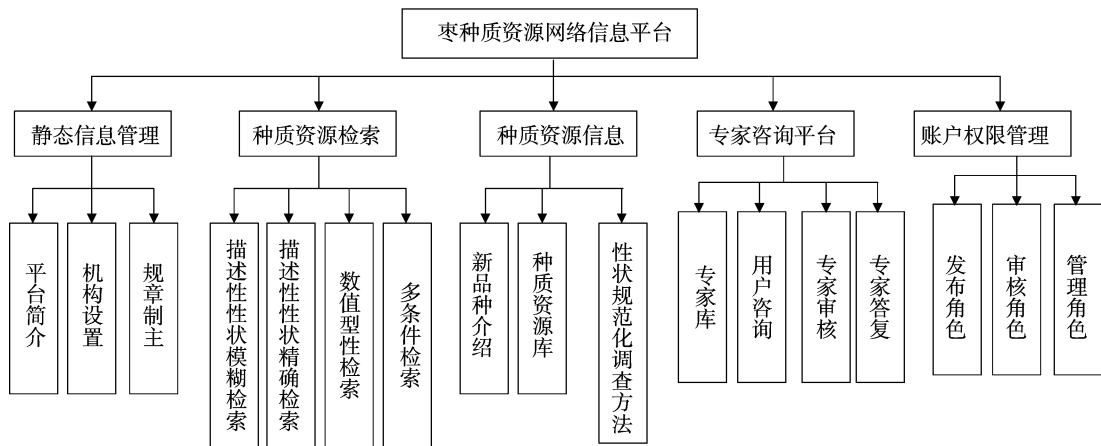 枣种质资源网络信息平台
静态信息管理
种质资源检索
种质资源信息
专家咨询平台
账户权限管理
平台简介
机构设置
规章制主
描述性性状模糊检索
描述性性状精确检索
数值型性检索
多条件检索
新品种介绍
种质资源库
性状规范化调查方法
专家库
用户咨询
专家审核
专家答复
发布角色
审核角色
管理角色